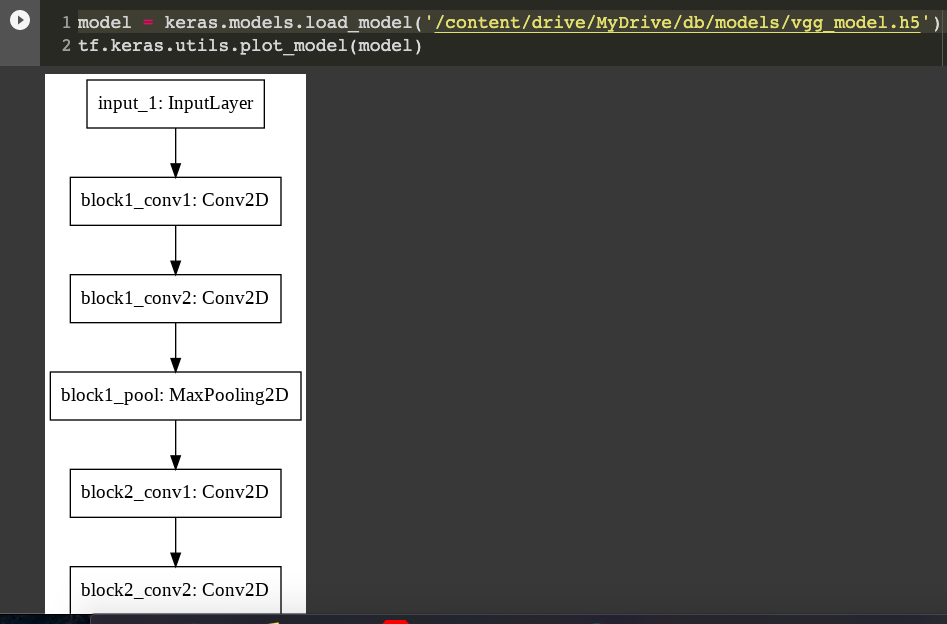 1 model = keras.models.load_model('/content/drive/MyDrive/db/models/vgg_model.h5')
2 tf.keras.utils.plot_model(model)
input_1: InputLayer
block1_conv1: Conv2D
block1_conv2: Conv2D
block1_pool: MaxPooling2D
block2_conv1: Conv2D
block2_conv2: Conv2D